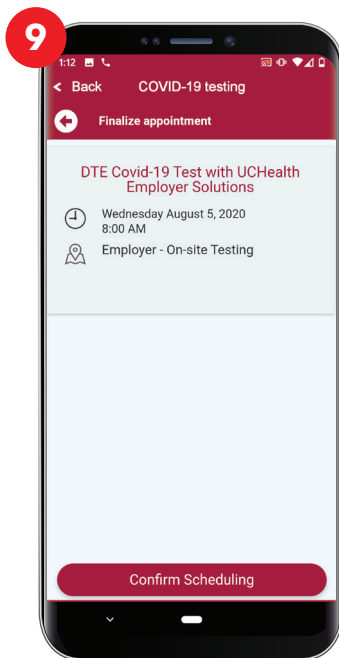 9
1:12
< Back COVID-19 testing
Finalize appointment
DTE Covid-19 Test with UCHealth
Employer Solutions
Wednesday August 5, 2020
8:00 AM
Employer - On-site Testing
Confirm Scheduling